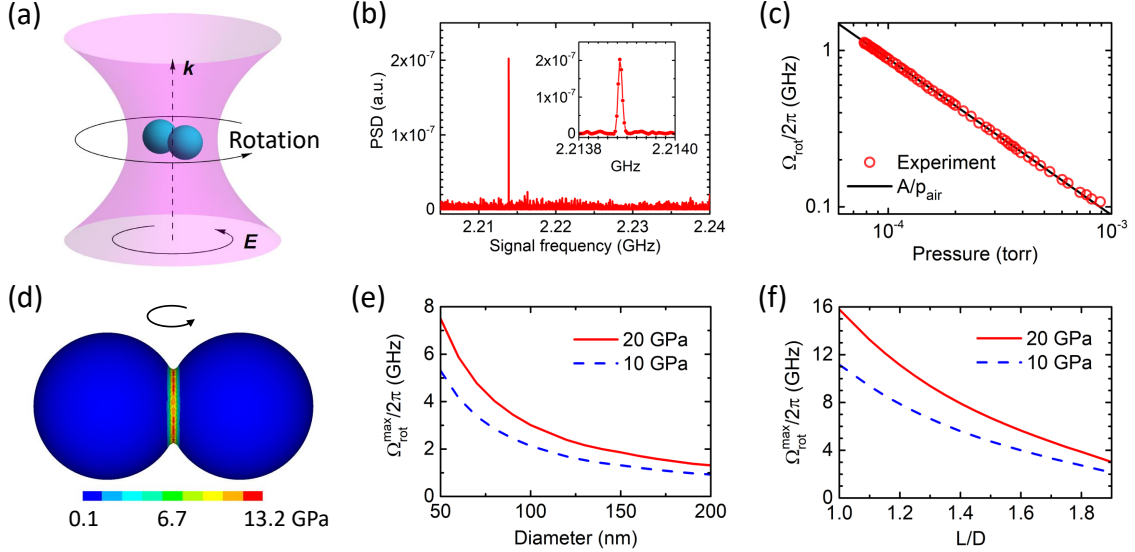 (a)
k
Rotation
E
(b)
PSD (a.u.)
2x10⁻⁷
1x10⁻⁷
0
2.21 2.22 2.23 2.24
Signal frequency (GHz)
2x10⁻⁷
1x10⁻⁷
0
2.2138 2.2140
GHz
(c)
Ω_rot/2π (GHz)
1
0.1
Experiment
A/p_air
10⁻⁴ 10⁻³
Pressure (torr)
(d)
0.1 6.7 13.2 GPa
(e)
Ω_rot^max/2π (GHz)
8
6
4
2
0
20 GPa
10 GPa
50 100 150 200
Diameter (nm)
(f)
Ω_rot^max/2π (GHz)
16
12
8
4
0
20 GPa
10 GPa
1.0 1.2 1.4 1.6 1.8
L/D